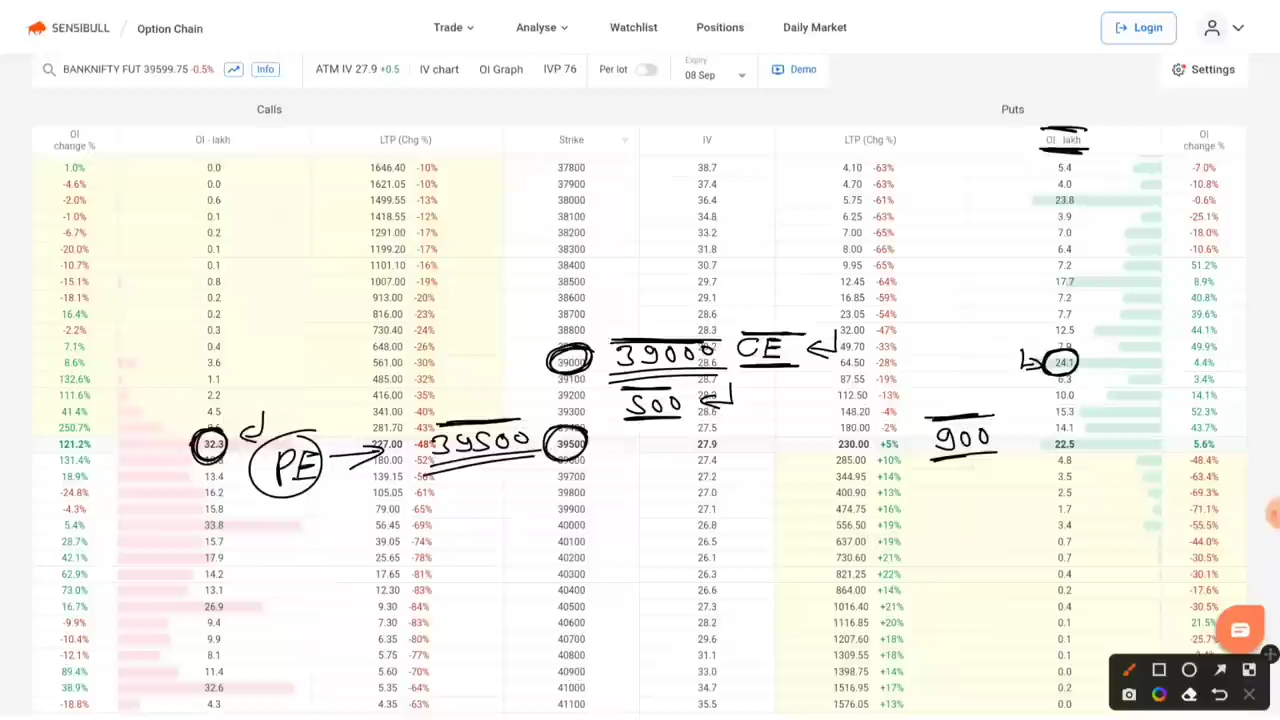 SENSIBULL / Option Chain Trade Analyse Watchlist Positions Daily Market Login
BANKNIFTY FUT 39599.75 -0.5% Info ATM IV 27.9 +0.5 IV chart OI Graph IVP 76 Per lot Expiry 08 Sep Demo Settings
Calls Puts
OI change % OI - lakh LTP (Chg %) Strike IV LTP (Chg %) OI - lakh OI change %
1.0% 0.0 1646.40 -10% 37800 38.7 4.10 -63% 5.4 -7.0%
-4.6% 0.0 1621.05 -10% 37900 37.4 4.70 -63% 4.0 -10.8%
-2.0% 0.6 1499.55 -13% 38000 36.4 5.75 -61% 23.8 -0.6%
-1.0% 0.1 1418.55 -12% 38100 34.8 6.25 -63% 3.9 -25.1%
-6.7% 0.2 1291.00 -17% 38200 33.2 7.00 -65% 7.0 -18.0%
-20.0% 0.1 1199.20 -17% 38300 31.8 8.00 -66% 6.4 -10.6%
-10.7% 0.1 1101.10 -16% 38400 30.7 9.95 -65% 7.2 51.2%
-15.1% 0.8 1007.00 -19% 38500 29.7 12.45 -64% 17.7 8.9%
-18.1% 0.2 913.00 -20% 38600 29.1 16.85 -59% 7.2 40.8%
16.4% 0.2 816.00 -23% 38700 28.6 23.05 -54% 7.7 39.6%
-2.2% 0.3 730.40 -24% 38800 28.3 32.00 -47% 12.5 44.1%
7.1% 0.4 648.00 -26% 39000 CE 49.70 -33% 7.9 49.9%
8.6% 3.6 561.00 -30% 39000 28.6 64.50 -28% 24.1 4.4%
132.6% 1.1 485.00 -32% 39100 28.7 87.55 -19% 6.3 3.4%
111.6% 2.2 416.00 -35% 39200 500 112.50 -13% 10.0 14.1%
41.4% 4.5 341.00 -40% 39300 28.6 148.20 -4% 15.3 52.3%
250.7% 281.70 -43% 27.5 180.00 -2% 14.1 43.7%
121.2% 32.3 227.00 -48% 39500 39500 27.9 230.00 +5% 900 22.5 5.6%
131.4% PE 180.00 -52% 27.4 285.00 +10% 4.8 -48.4%
18.9% 13.4 139.15 39700 27.2 344.95 +14% 3.5 -63.4%
-24.8% 16.2 105.05 -61% 39800 27.0 400.90 +13% 2.5 -69.3%
-4.3% 15.8 79.00 -65% 39900 27.1 474.75 +16% 1.7 -71.1%
5.4% 33.8 56.45 -69% 40000 26.8 556.50 +19% 3.4 -55.5%
28.7% 15.7 39.05 -74% 40100 26.5 637.00 +19% 0.7 -44.0%
42.1% 17.9 25.65 -78% 40200 26.1 730.60 +21% 0.7 -30.5%
62.9% 14.2 17.65 -81% 40300 26.3 821.25 +22% 0.4 -30.1%
73.0% 13.1 12.30 -83% 40400 26.6 864.00 +14% 0.2 -17.6%
16.7% 26.9 9.30 -84% 40500 27.3 1016.40 +21% 0.4 -30.5%
-9.9% 9.4 7.30 -83% 40600 28.2 1116.85 +20% 0.1 21.5%
-10.4% 9.9 6.35 -80% 40700 29.6 1207.60 +18% 0.1 -25.7%
-12.1% 8.1 5.75 -77% 40800 31.1 1309.55 +18% 0.1
89.4% 11.4 5.60 -70% 40900 33.0 1398.75 +14% 0.0
38.9% 32.6 5.35 -64% 41000 34.7 1516.95 +17% 0.2
-18.8% 4.3 4.35 -63% 41100 35.5 1576.05 +13% 0.0